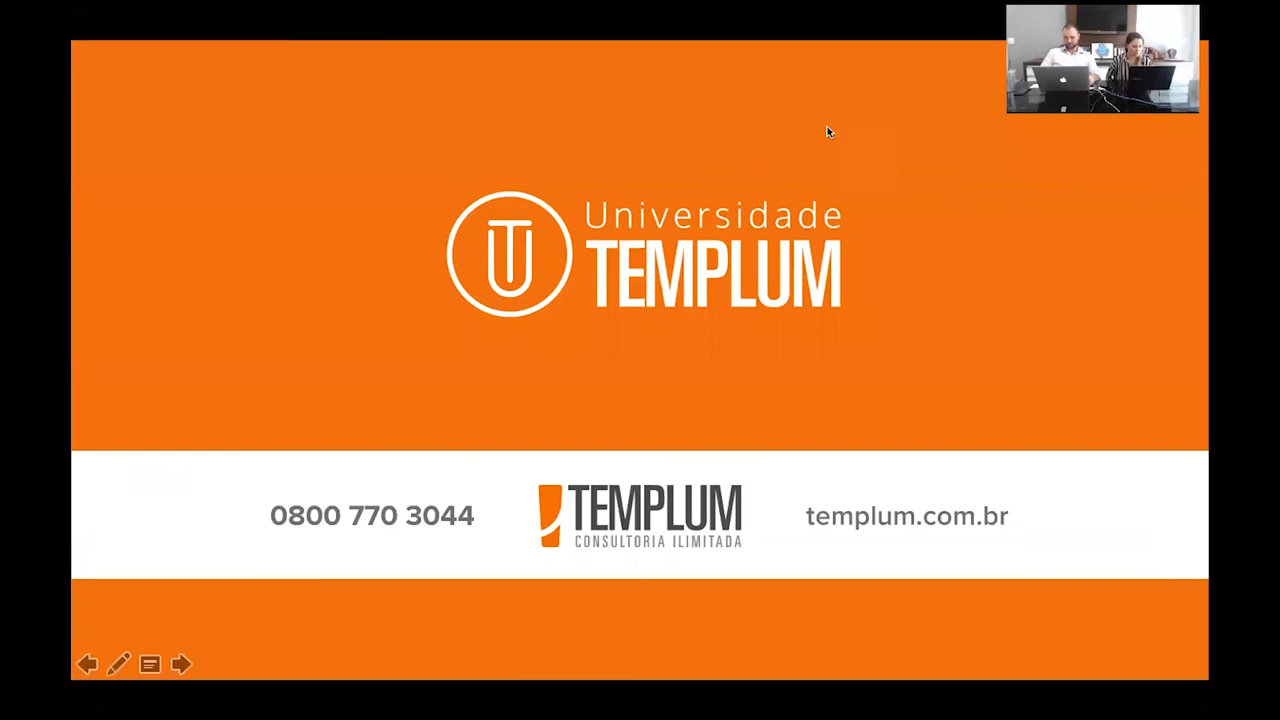 Universidade
TEMPLUM
0800 770 3044
TEMPLUM
CONSULTORIA ILIMITADA
templum.com.br